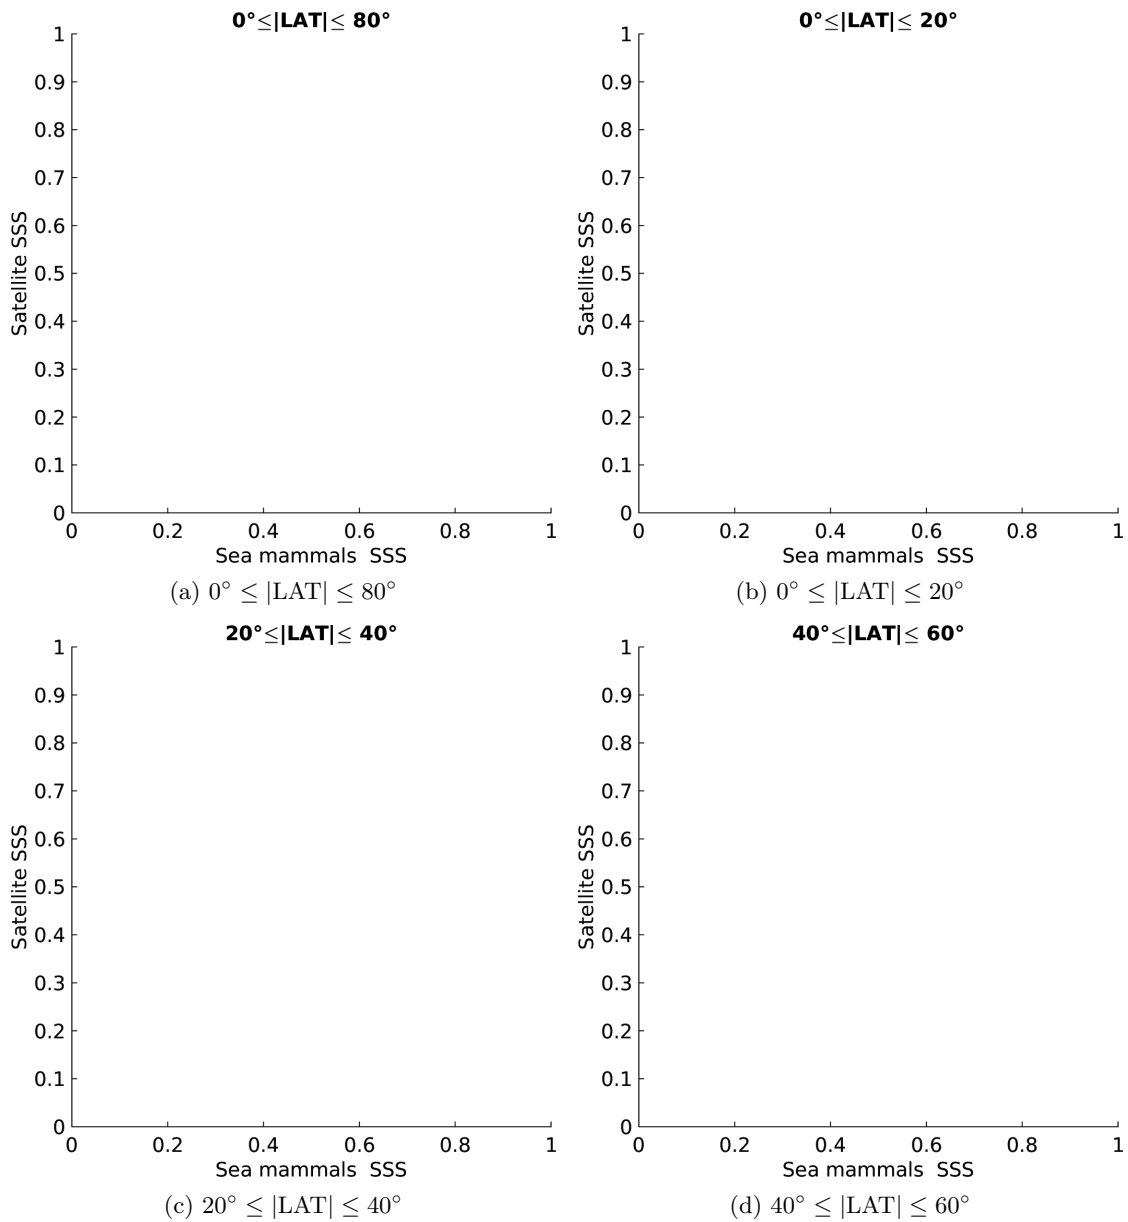 0°≤|LAT|≤ 80°
1
0.9
0.8
0.7
0.6
0.5
0.4
0.3
0.2
0.1
0
Satellite SSS
0 0.2 0.4 0.6 0.8 1
Sea mammals  SSS
(a) 0° ≤ |LAT| ≤ 80°
0°≤|LAT|≤ 20°
1
0.9
0.8
0.7
0.6
0.5
0.4
0.3
0.2
0.1
0
Satellite SSS
0 0.2 0.4 0.6 0.8 1
Sea mammals  SSS
(b) 0° ≤ |LAT| ≤ 20°
20°≤|LAT|≤ 40°
1
0.9
0.8
0.7
0.6
0.5
0.4
0.3
0.2
0.1
0
Satellite SSS
0 0.2 0.4 0.6 0.8 1
Sea mammals  SSS
(c) 20° ≤ |LAT| ≤ 40°
40°≤|LAT|≤ 60°
1
0.9
0.8
0.7
0.6
0.5
0.4
0.3
0.2
0.1
0
Satellite SSS
0 0.2 0.4 0.6 0.8 1
Sea mammals  SSS
(d) 40° ≤ |LAT| ≤ 60°